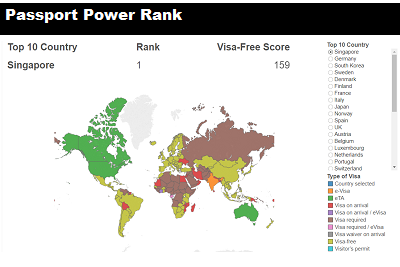 Passport Power Rank
Top 10 Country Rank Visa-Free Score
Singapore 1 159
Top 10 Country
Singapore
Germany
South Korea
Sweden
Denmark
Finland
France
Italy
Japan
Norway
Spain
UK
Austria
Belgium
Luxembourg
Netherlands
Portugal
Switzerland
Type of Visa
Country selected
e-Visa
eTA
Visa on arrival
Visa on arrival / eVisa
Visa required
Visa required / eVisa
Visa waiver on arrival
Visa-free
Visitor's permit